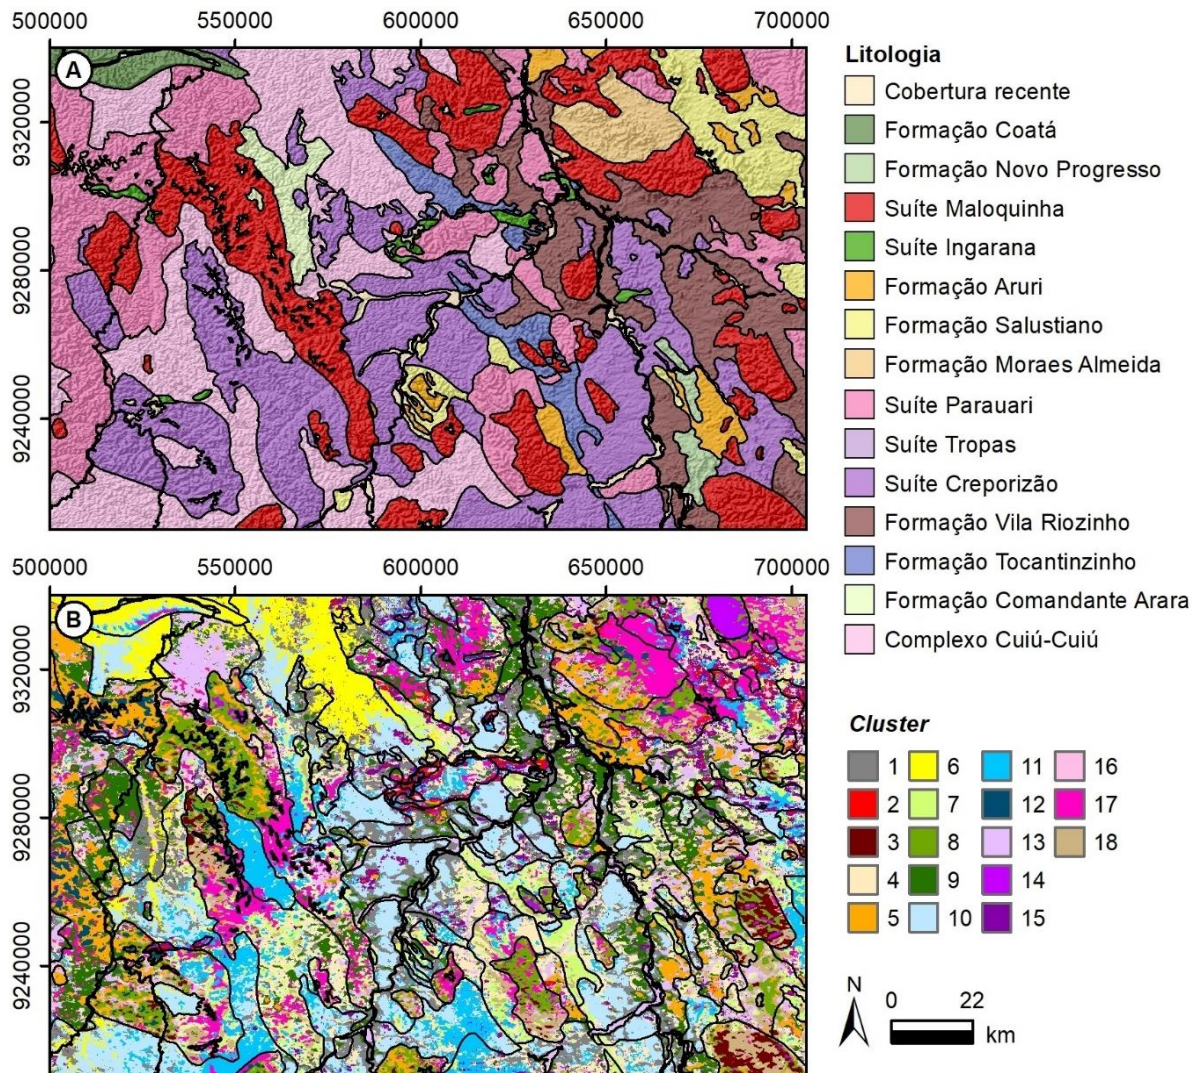 500000 550000 600000 650000 700000
A
9320000
9280000
9240000
Litologia
Cobertura recente
Formação Coatá
Formação Novo Progresso
Suíte Maloquinha
Suíte Ingarana
Formação Aruri
Formação Salustiano
Formação Moraes Almeida
Suíte Parauari
Suíte Tropas
Suíte Creporizão
Formação Vila Riozinho
Formação Tocantinzinho
Formação Comandante Arara
Complexo Cuiú-Cuiú
500000 550000 600000 650000 700000
B
9320000
9280000
9240000
Cluster
1 6 11 16
2 7 12 17
3 8 13 18
4 9 14
5 10 15
N
0 22
km